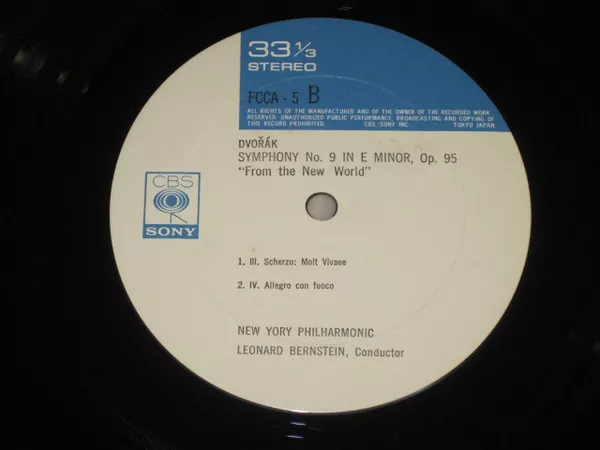 33 1/3
STEREO
FCCA - 5 B
ALL RIGHTS OF THE MANUFACTURER AND OF THE OWNER OF THE RECORDED WORK
RESERVED. UNAUTHORIZED PUBLIC PERFORMANCE, BROADCASTING AND COPYING OF
THIS RECORD PROHIBITED. CBS/SONY INC. TOKYO JAPAN
DVOŘÁK
SYMPHONY No. 9 IN E MINOR, Op. 95
"From the New World"
CBS
SONY
1. III. Scherzo: Molt Vivaee
2. IV. Allegro con fuoco
NEW YORY PHILHARMONIC
LEONARD BERNSTEIN, Conductor